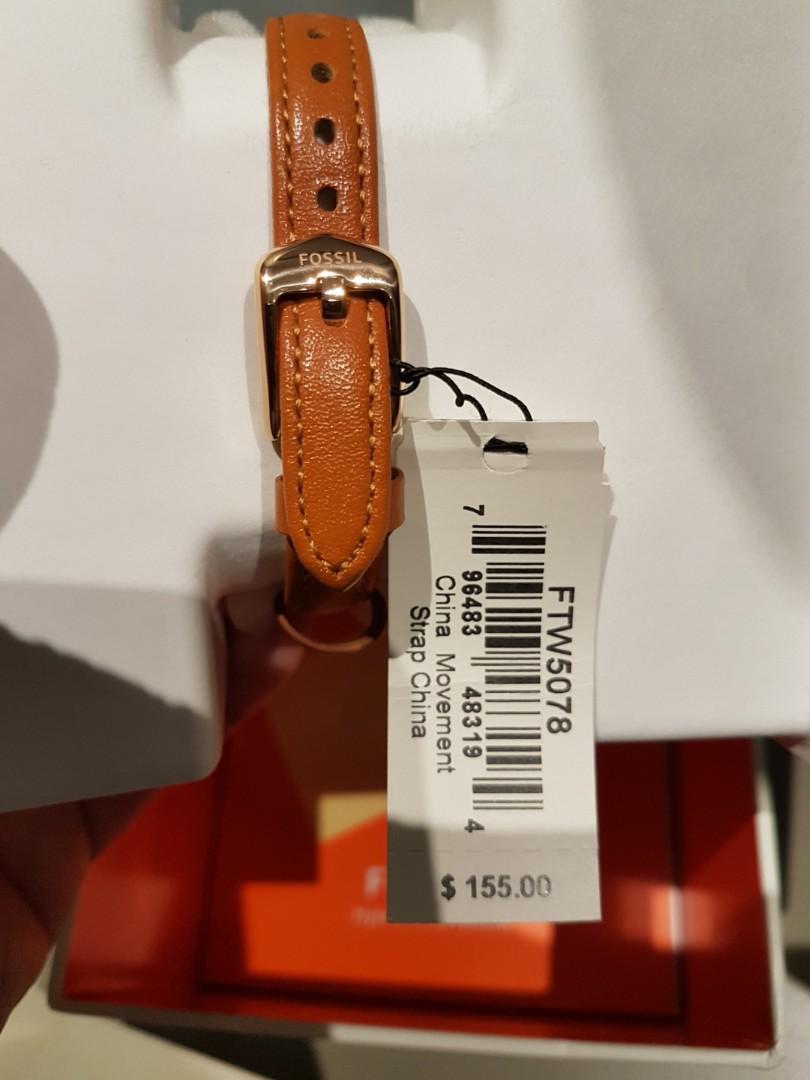 FOSSIL
FTW5078
7 96483 48319 4
China Movement
Strap China
$ 155.00